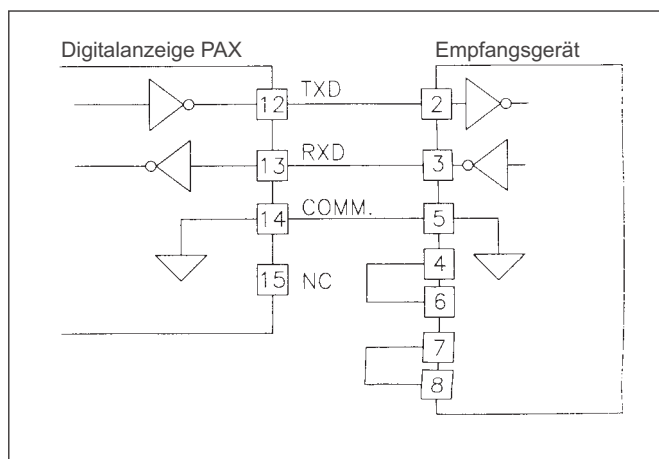 Digitalanzeige PAX Empfangsgerät
12 TXD 2
13 RXD 3
14 COMM. 5
4
15 NC
6
7
8